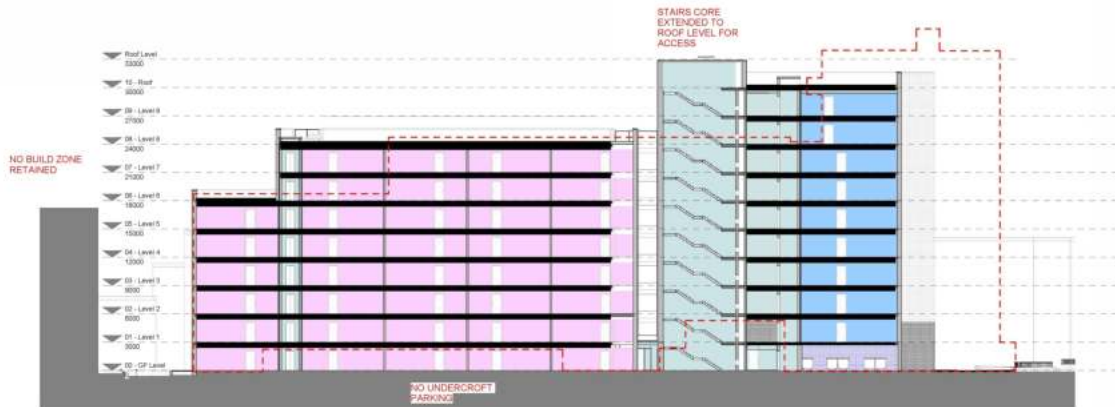 STAIRS CORE
EXTENDED TO
ROOF LEVEL FOR
ACCESS
Roof Level
33000
10 - Roof
30000
09 - Level 9
27000
08 - Level 8
24000
NO BUILD ZONE
RETAINED
07 - Level 7
21000
06 - Level 6
18000
05 - Level 5
15000
04 - Level 4
12000
03 - Level 3
9000
02 - Level 2
6000
01 - Level 1
3000
00 - GF Level
NO UNDERCROFT
PARKING